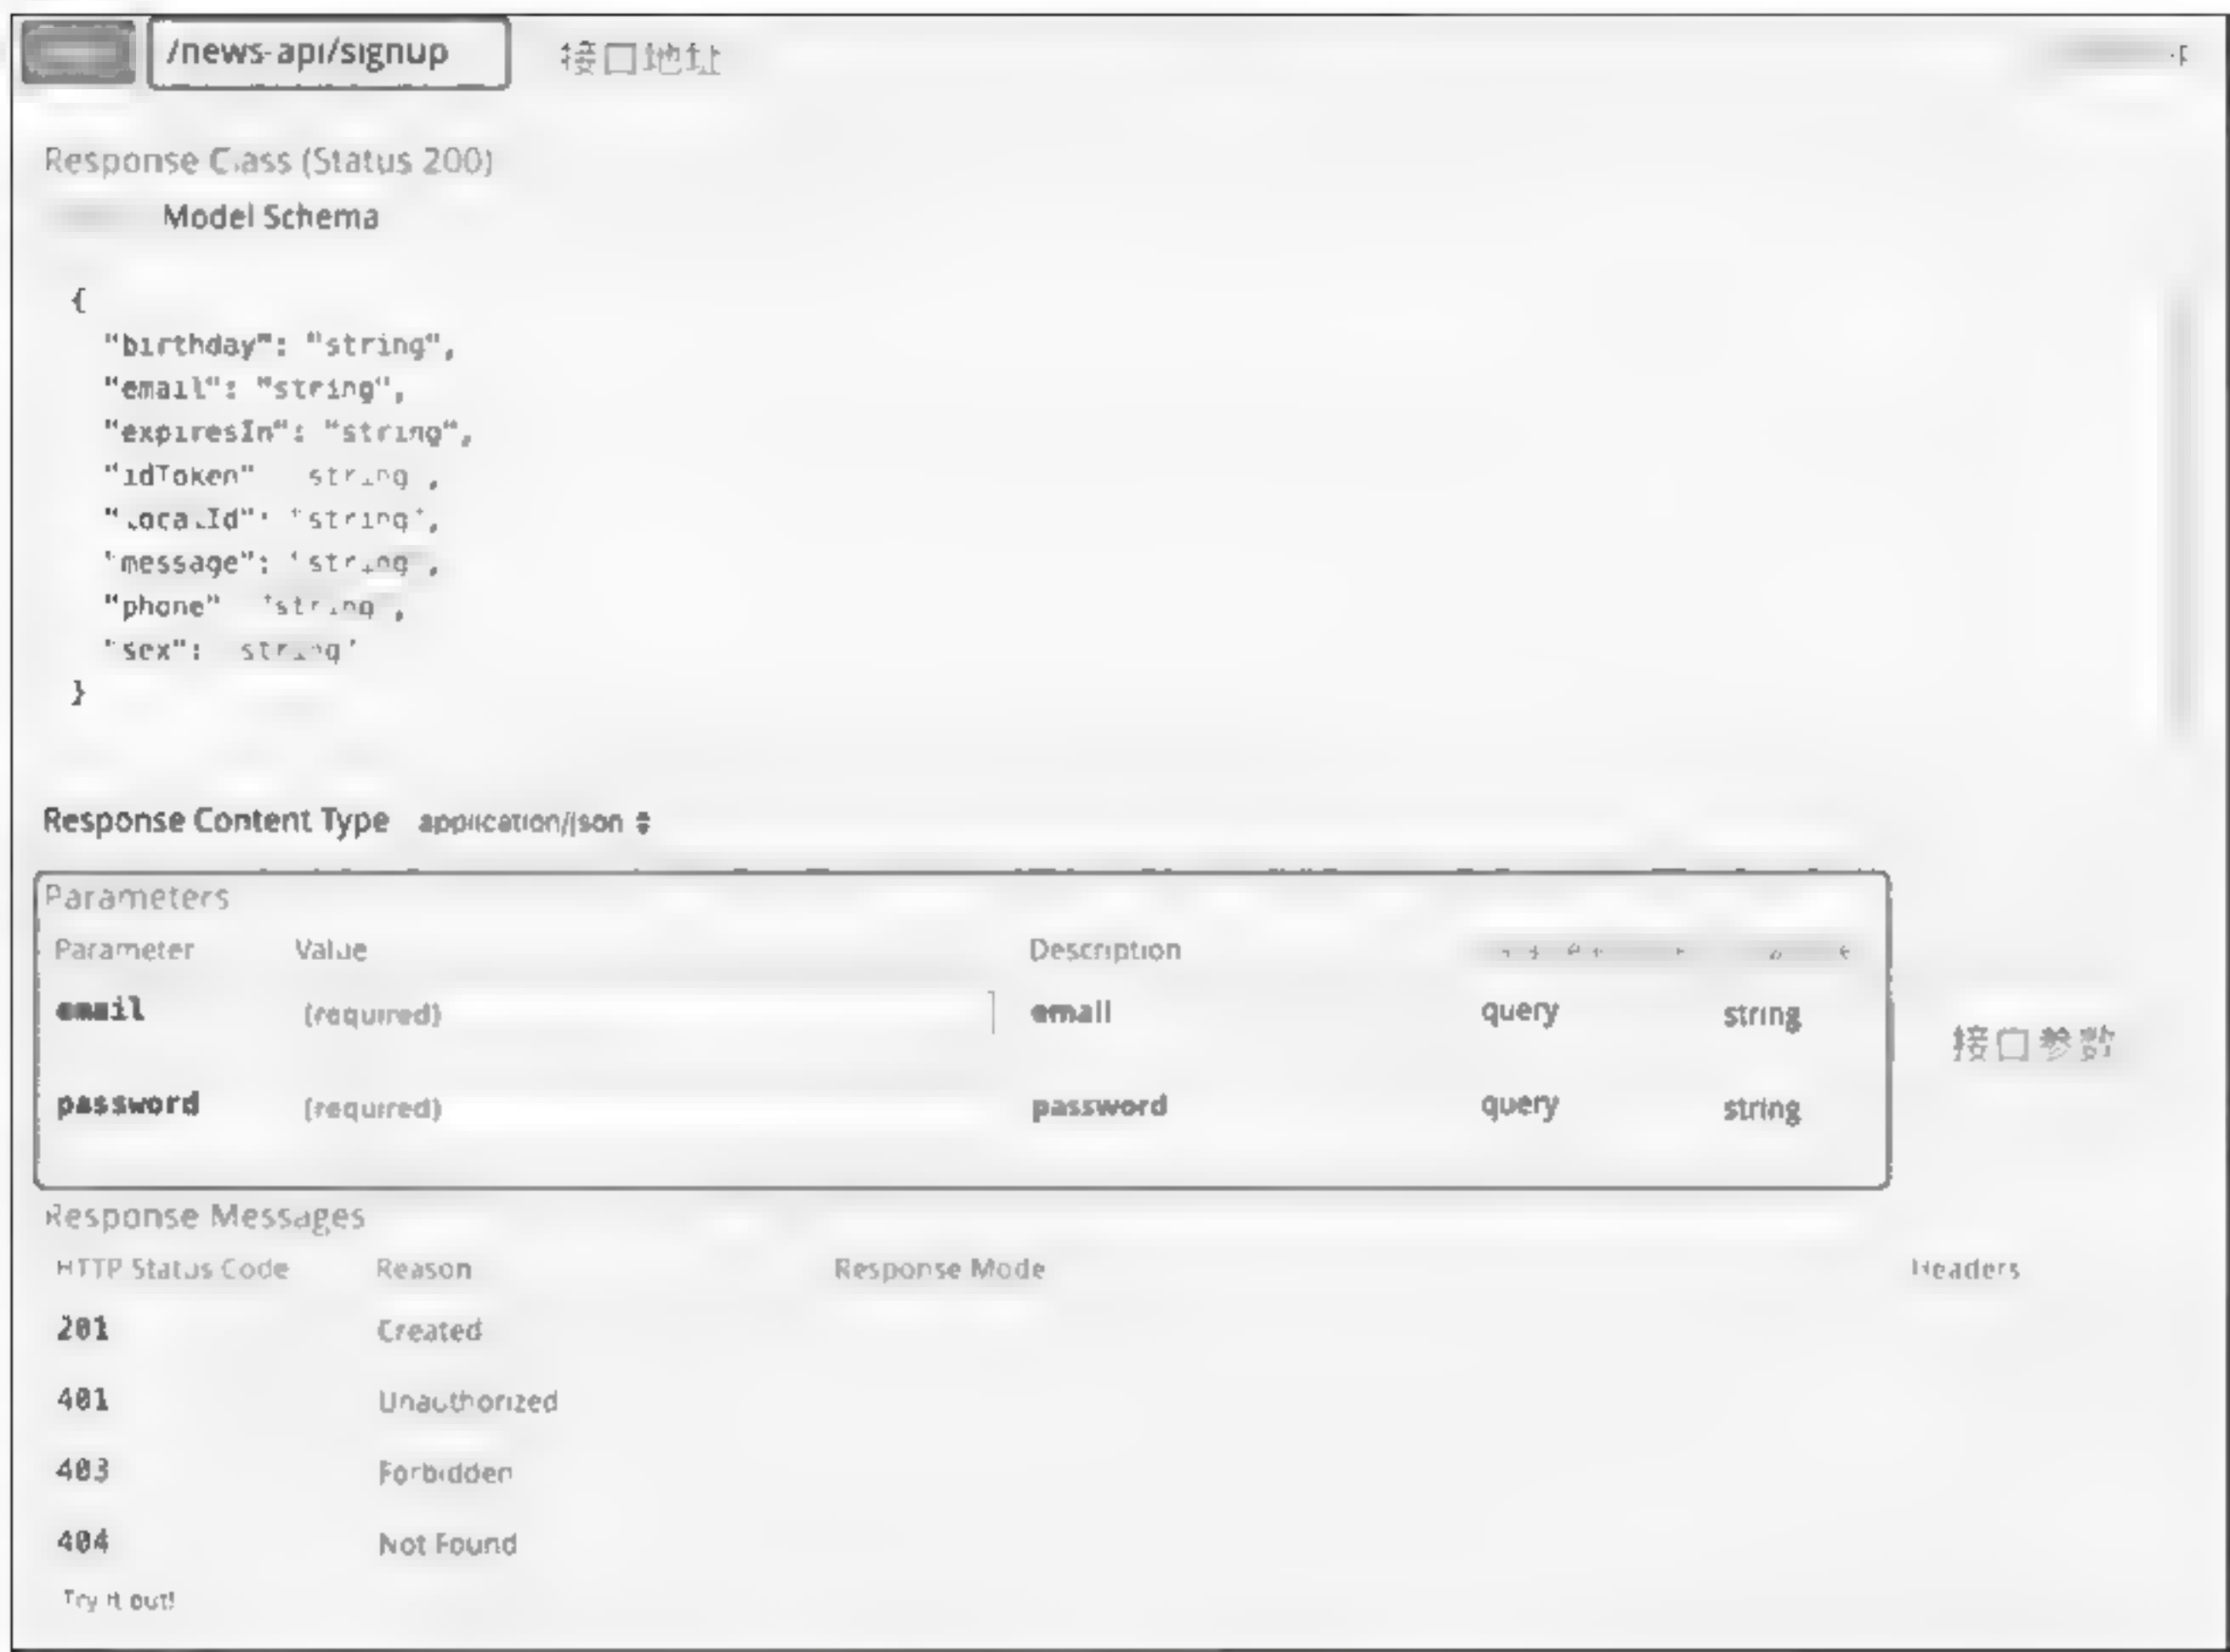 /news-api/signup 接口地址
Response Class (Status 200)
Model Schema
{
"birthday": "string",
"email": "string",
"expiresIn": "string",
"idToken" string ,
"localId": "string",
"message": "string",
"phone" "string",
"sex": string"
}
Response Content Type application/json
Parameters
Parameter Value Description
email (required) email query string
接口参数
password (required) password query string
Response Messages
HTTP Status Code Reason Response Mode Headers
201 Created
401 Unauthorized
403 Forbidden
404 Not Found
Try it out!